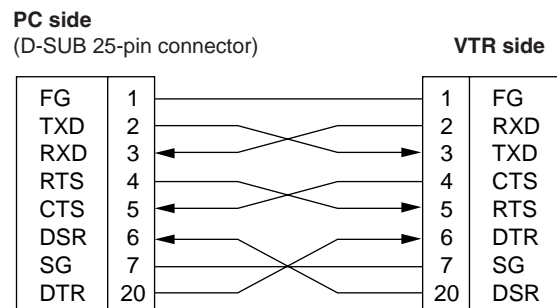 PC side
(D-SUB 25-pin connector) VTR side
FG 1 1 FG
TXD 2 2 RXD
RXD 3 3 TXD
RTS 4 4 CTS
CTS 5 5 RTS
DSR 6 6 DTR
SG 7 7 SG
DTR 20 20 DSR